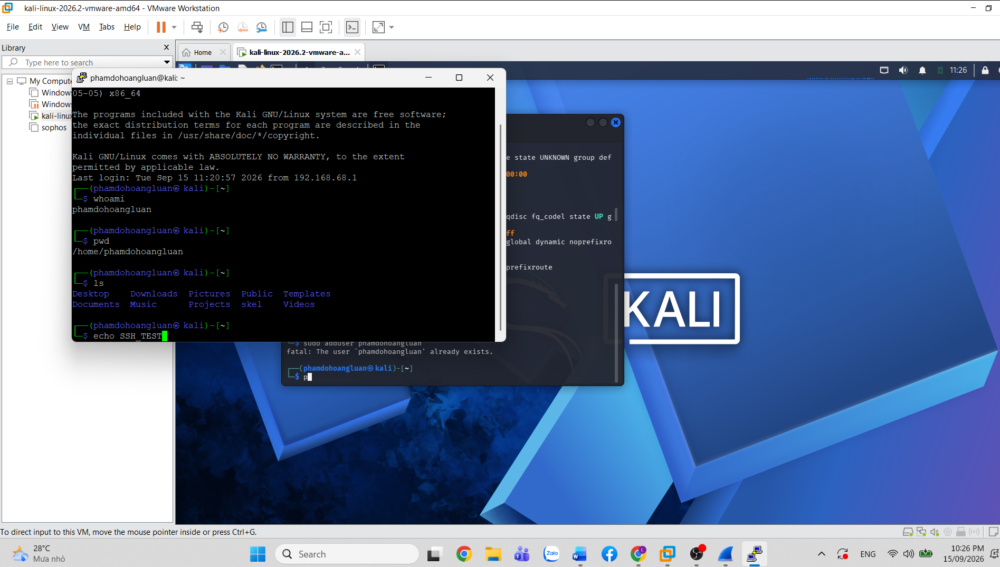 kali-linux-2026.2-vmware-amd64 - VMware Workstation
File Edit View VM Tabs Help
Library
Type here to search
Home
kali-linux-2026.2-vmware-a...
My Compute
Windows
Windows
kali-linux
sophos
11:26
phamdohoangluan@kali: ~
05-05) x86_64
The programs included with the Kali GNU/Linux system are free software;
the exact distribution terms for each program are described in the
individual files in /usr/share/doc/*/copyright.
Kali GNU/Linux comes with ABSOLUTELY NO WARRANTY, to the extent
permitted by applicable law.
Last login: Tue Sep 15 11:20:57 2026 from 192.168.68.1
┌──(phamdohoangluan㉿kali)-[~]
└─$ whoami
phamdohoangluan
┌──(phamdohoangluan㉿kali)-[~]
└─$ pwd
/home/phamdohoangluan
┌──(phamdohoangluan㉿kali)-[~]
└─$ ls
Desktop Downloads Pictures Public Templates
Documents Music Projects skel Videos
┌──(phamdohoangluan㉿kali)-[~]
└─$ echo SSH_TEST
e state UNKNOWN group def
00:00
qdisc fq_codel state UP g
ff
global dynamic noprefixro
prefixroute
└─$ sudo adduser phamdohoangluan
fatal: The user `phamdohoangluan' already exists.
┌──(phamdohoangluan㉿kali)-[~]
└─$ p
KALI
To direct input to this VM, move the mouse pointer inside or press Ctrl+G.
28°C
Mưa nhỏ
Search
Zalo
L
ENG
10:26 PM
15/09/2026